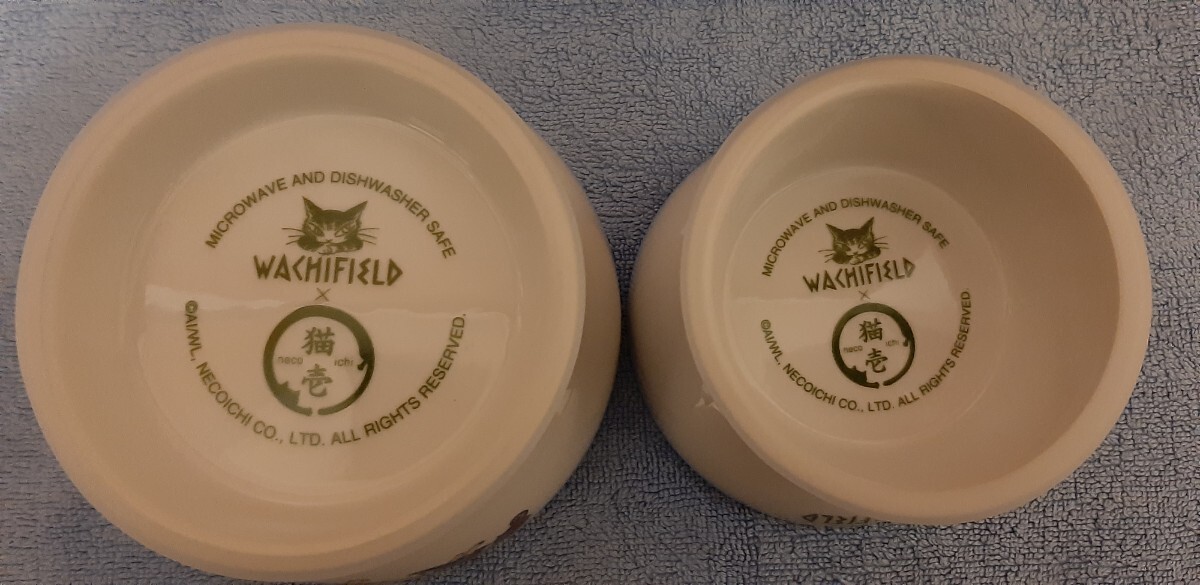 MICROWAVE AND DISHWASHER SAFE
WACHIFIELD
×
猫
neco ichi
壱
©A/WL, NECOICHI CO., LTD. ALL RIGHTS RESERVED.
MICROWAVE AND DISHWASHER SAFE
WACHIFIELD
×
猫
neco ichi
壱
©A/WL, NECOICHI CO., LTD. ALL RIGHTS RESERVED.